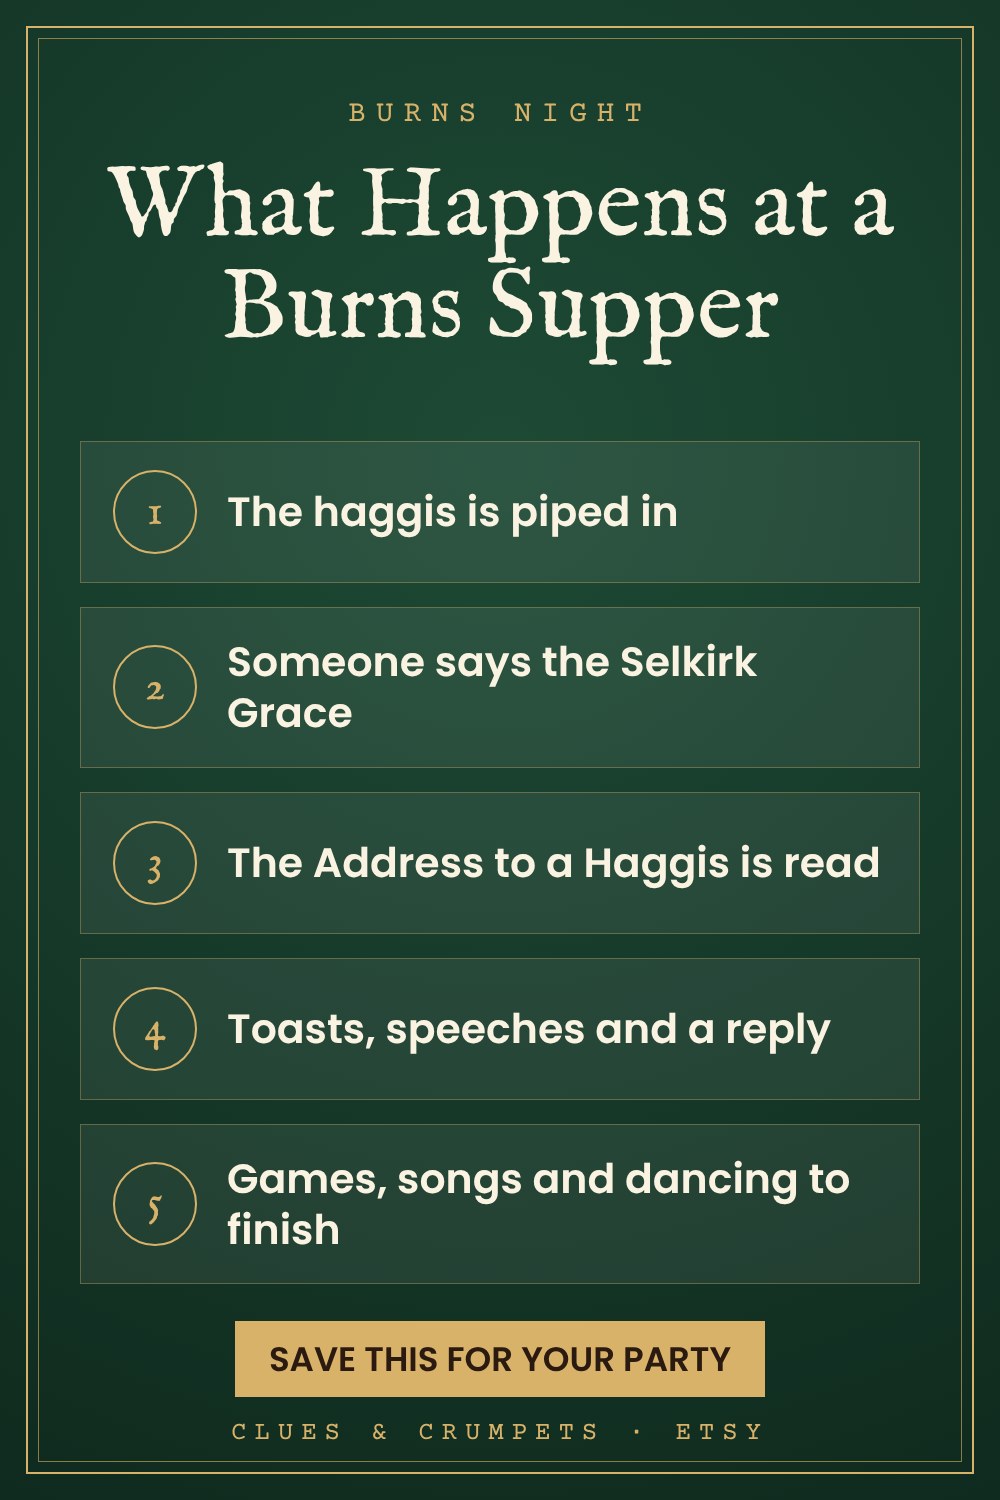 BURNS NIGHT
What Happens at a
Burns Supper
1
The haggis is piped in
2
Someone says the Selkirk
Grace
3
The Address to a Haggis is read
4
Toasts, speeches and a reply
5
Games, songs and dancing to
finish
SAVE THIS FOR YOUR PARTY
CLUES & CRUMPETS · ETSY